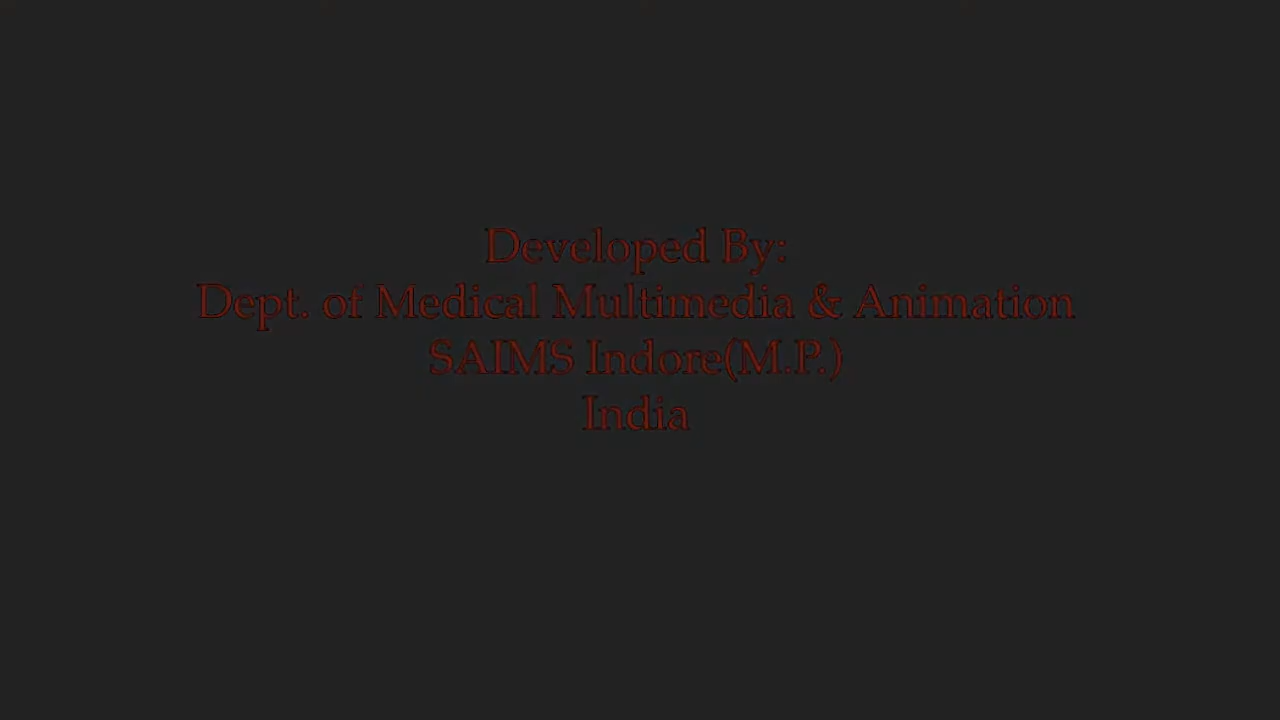 Developed By:
Dept. of Medical Multimedia & Animation
SAIMS Indore(M.P.)
India